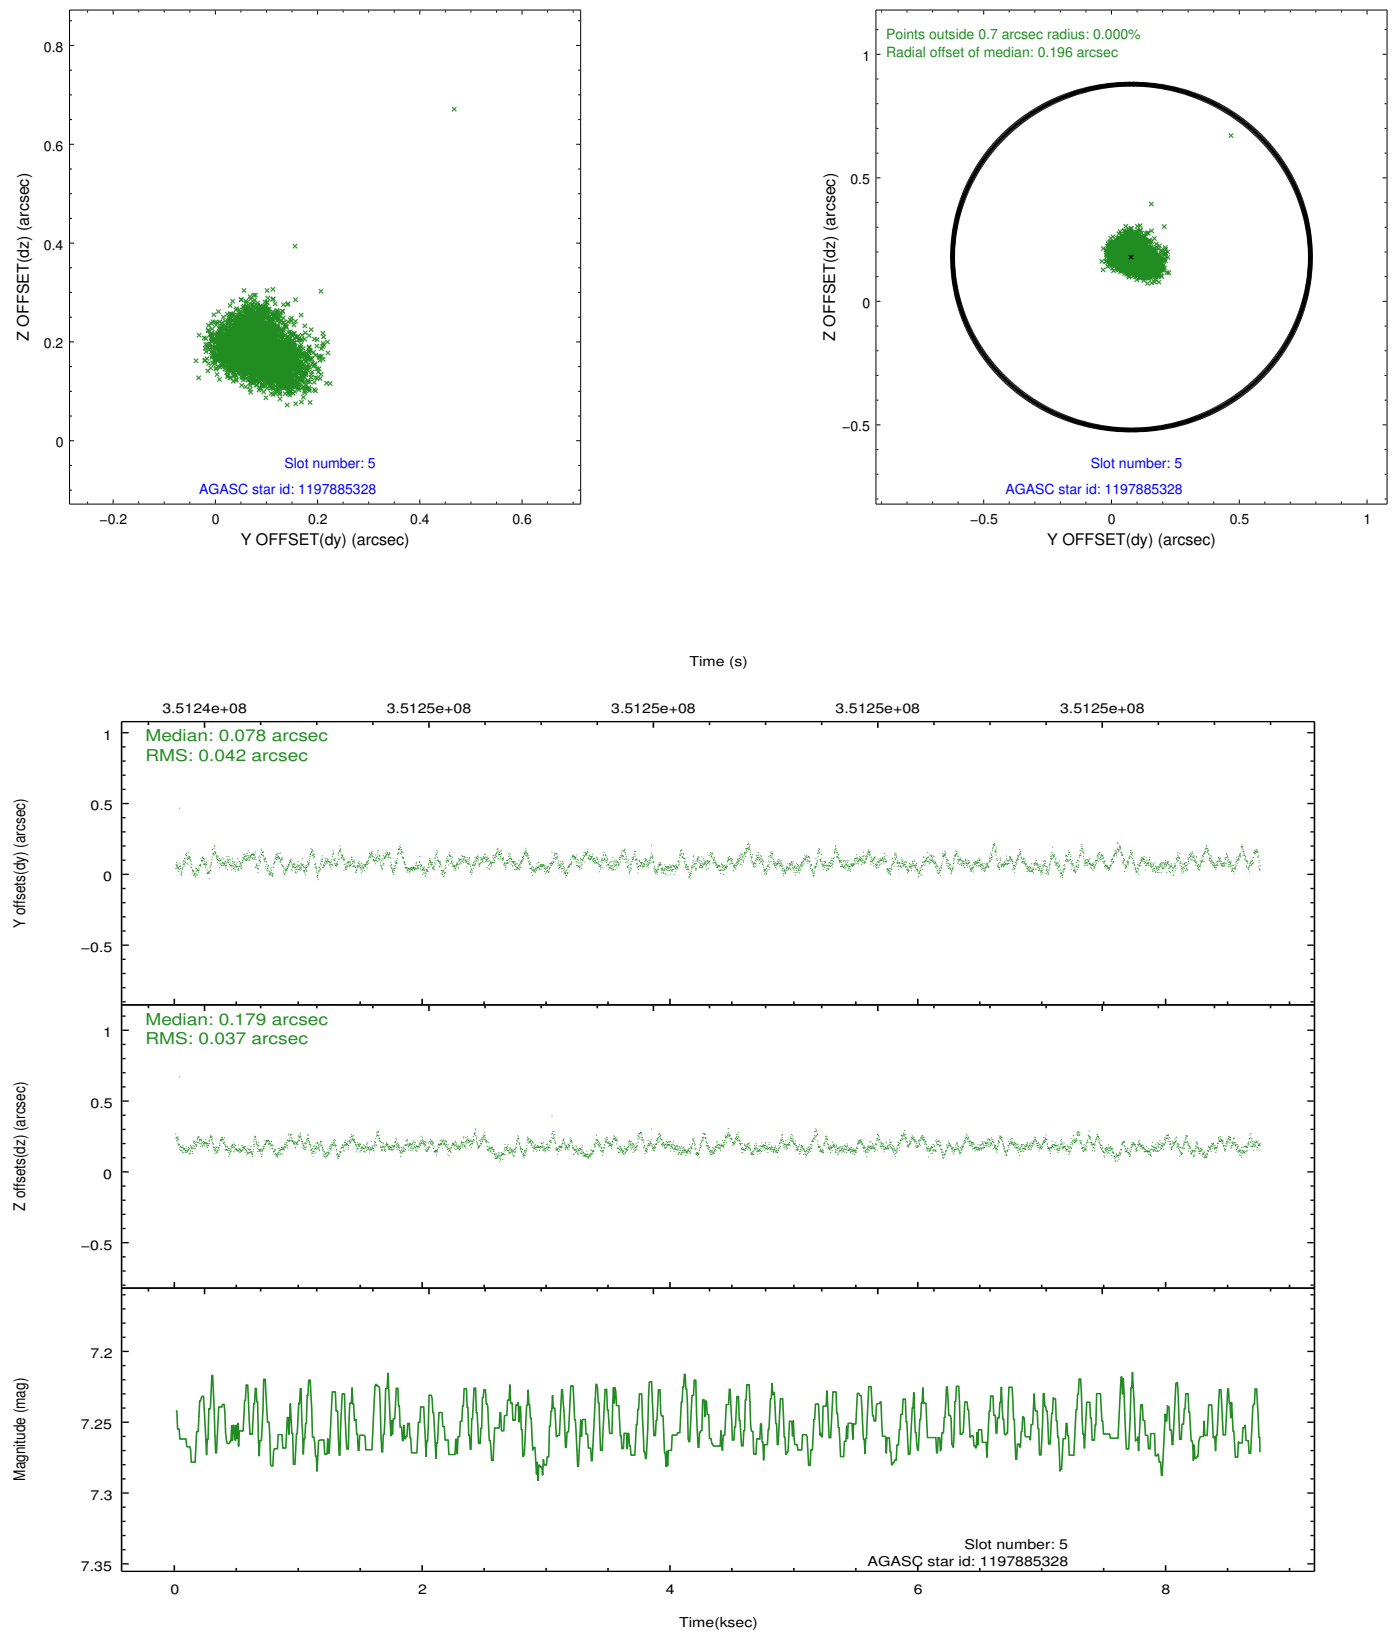 0.8
0.6
0.4
0.2
0
Z OFFSET(dz) (arcsec)
Slot number: 5
AGASC star id: 1197885328
−0.2 0 0.2 0.4 0.6
Y OFFSET(dy) (arcsec)
Points outside 0.7 arcsec radius: 0.000%
Radial offset of median: 0.196 arcsec
1
0.5
0
−0.5
Z OFFSET(dz) (arcsec)
Slot number: 5
AGASC star id: 1197885328
−0.5 0 0.5 1
Y OFFSET(dy) (arcsec)
Time (s)
3.5124e+08 3.5125e+08 3.5125e+08 3.5125e+08 3.5125e+08
Median: 0.078 arcsec
RMS: 0.042 arcsec
1
0.5
0
−0.5
Y offsets(dy) (arcsec)
Median: 0.179 arcsec
RMS: 0.037 arcsec
1
0.5
0
−0.5
Z offsets(dz) (arcsec)
7.2
7.25
7.3
7.35
Magnitude (mag)
Slot number: 5
AGASC star id: 1197885328
0 2 4 6 8
Time(ksec)